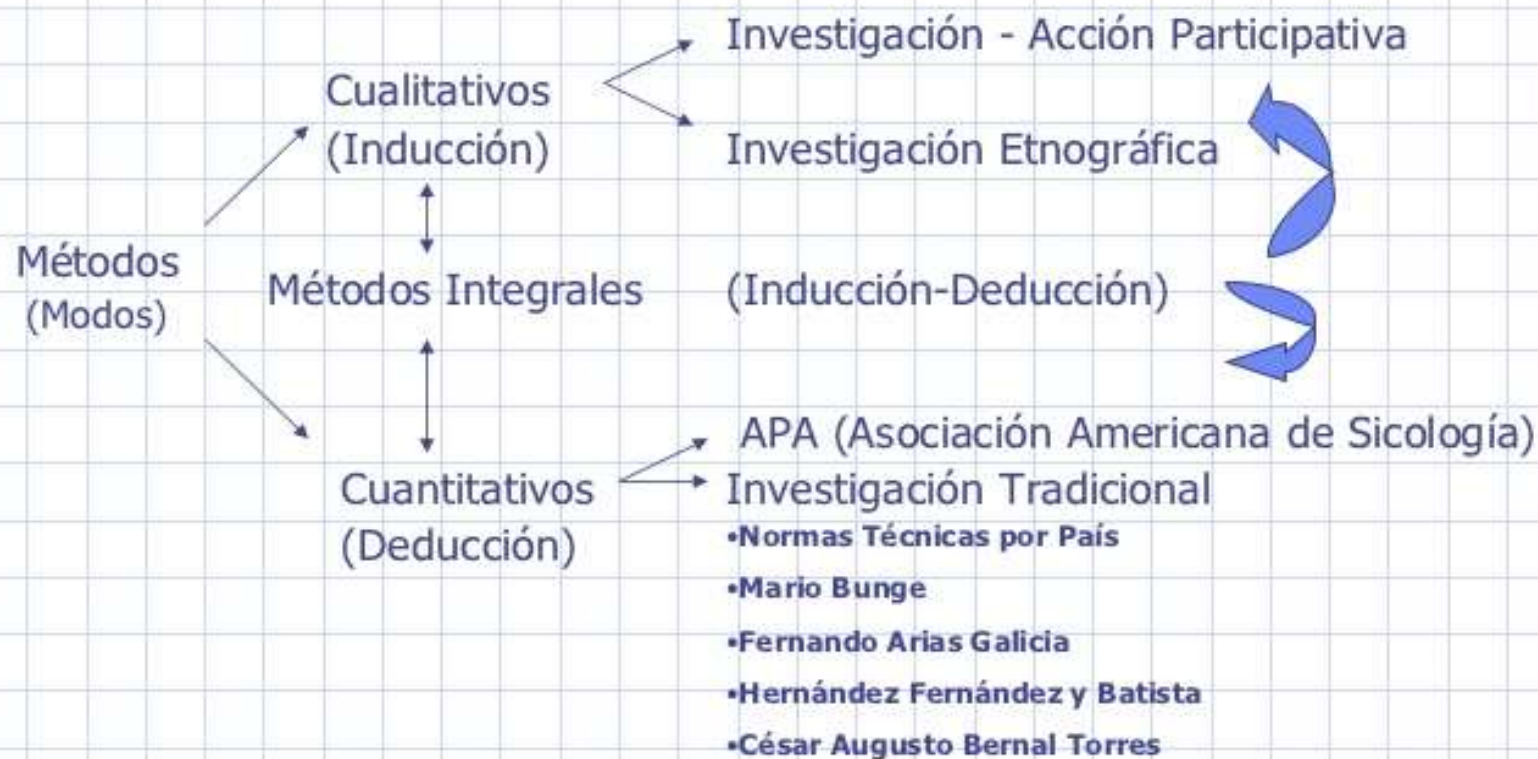 Investigación - Acción Participativa
Cualitativos
(Inducción)
Investigación Etnográfica
Métodos
(Modos)
Métodos Integrales (Inducción-Deducción)
APA (Asociación Americana de Sicología)
Cuantitativos
(Deducción)
Investigación Tradicional
•Normas Técnicas por País
•Mario Bunge
•Fernando Arias Galicia
•Hernández Fernández y Batista
•César Augusto Bernal Torres